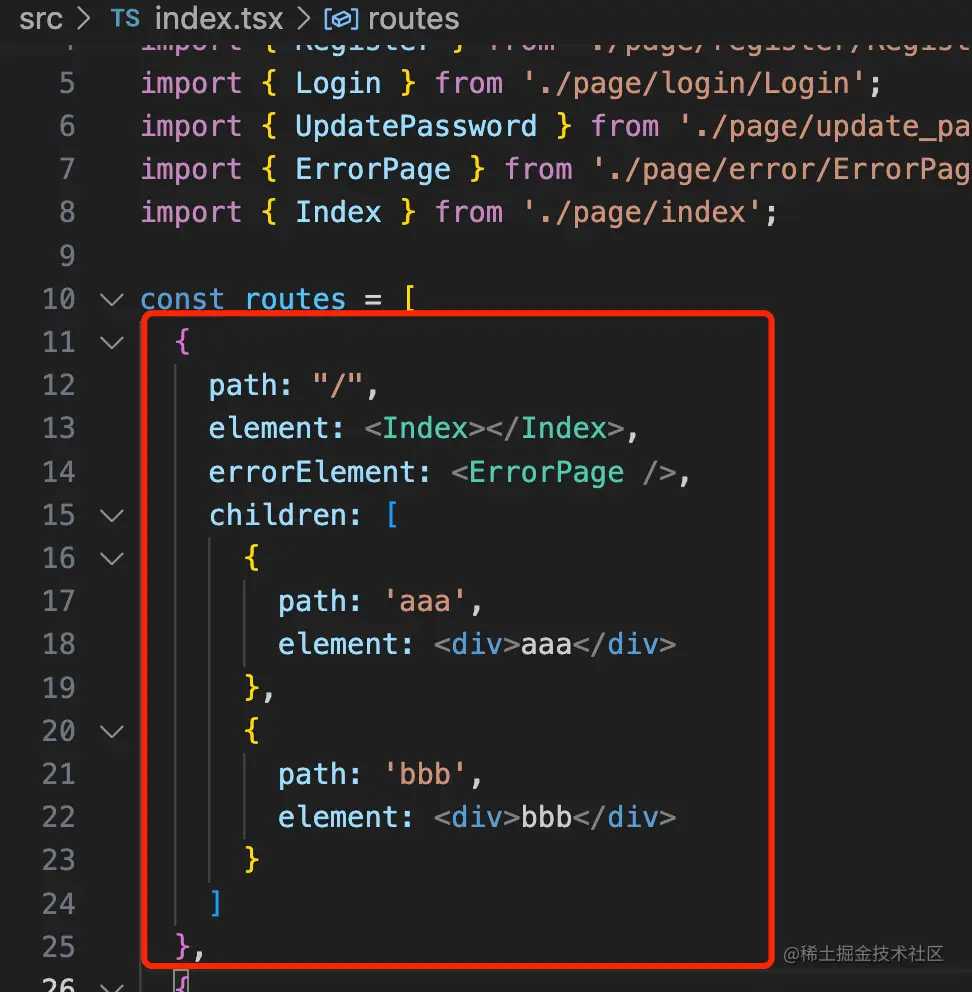 src > TS index.tsx > routes
import { Register } from './page/register/Regist
5 import { Login } from './page/login/Login';
6 import { UpdatePassword } from './page/update_pa
7 import { ErrorPage } from './page/error/ErrorPag
8 import { Index } from './page/index';
9
10 const routes = [
11 {
12 path: "/",
13 element: <Index></Index>,
14 errorElement: <ErrorPage />,
15 children: [
16 {
17 path: 'aaa',
18 element: <div>aaa</div>
19 },
20 {
21 path: 'bbb',
22 element: <div>bbb</div>
23 }
24 ]
25 },
26 {
@稀土掘金技术社区